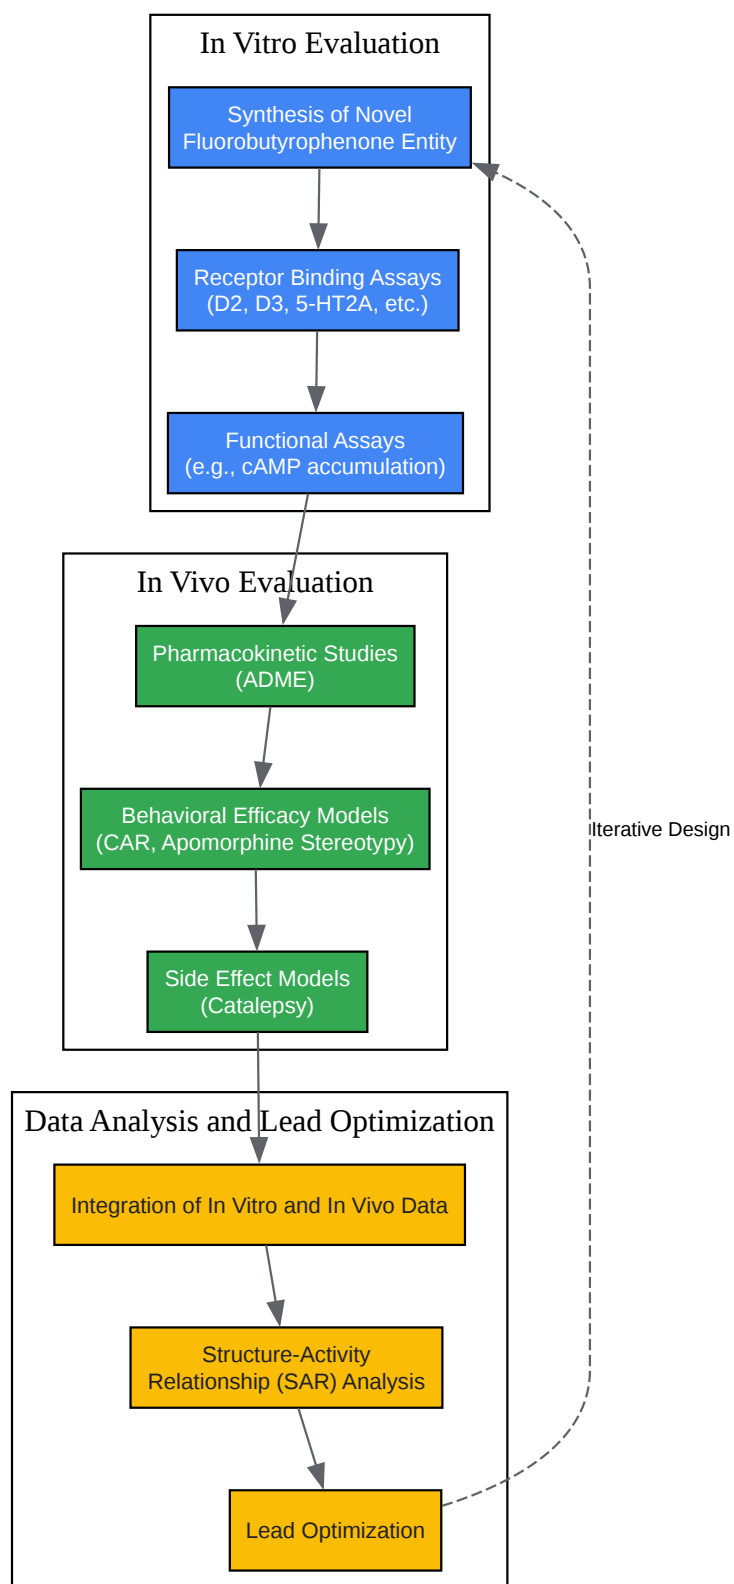 In Vitro Evaluation
Synthesis of Novel
Fluorobutyrophenone Entity
Receptor Binding Assays
(D2, D3, 5-HT2A, etc.)
Functional Assays
(e.g., cAMP accumulation)
In Vivo Evaluation
Pharmacokinetic Studies
(ADME)
Behavioral Efficacy Models
(CAR, Apomorphine Stereotypy)
Iterative Design
Side Effect Models
(Catalepsy)
Data Analysis and Lead Optimization
Integration of In Vitro and In Vivo Data
Structure-Activity
Relationship (SAR) Analysis
Lead Optimization